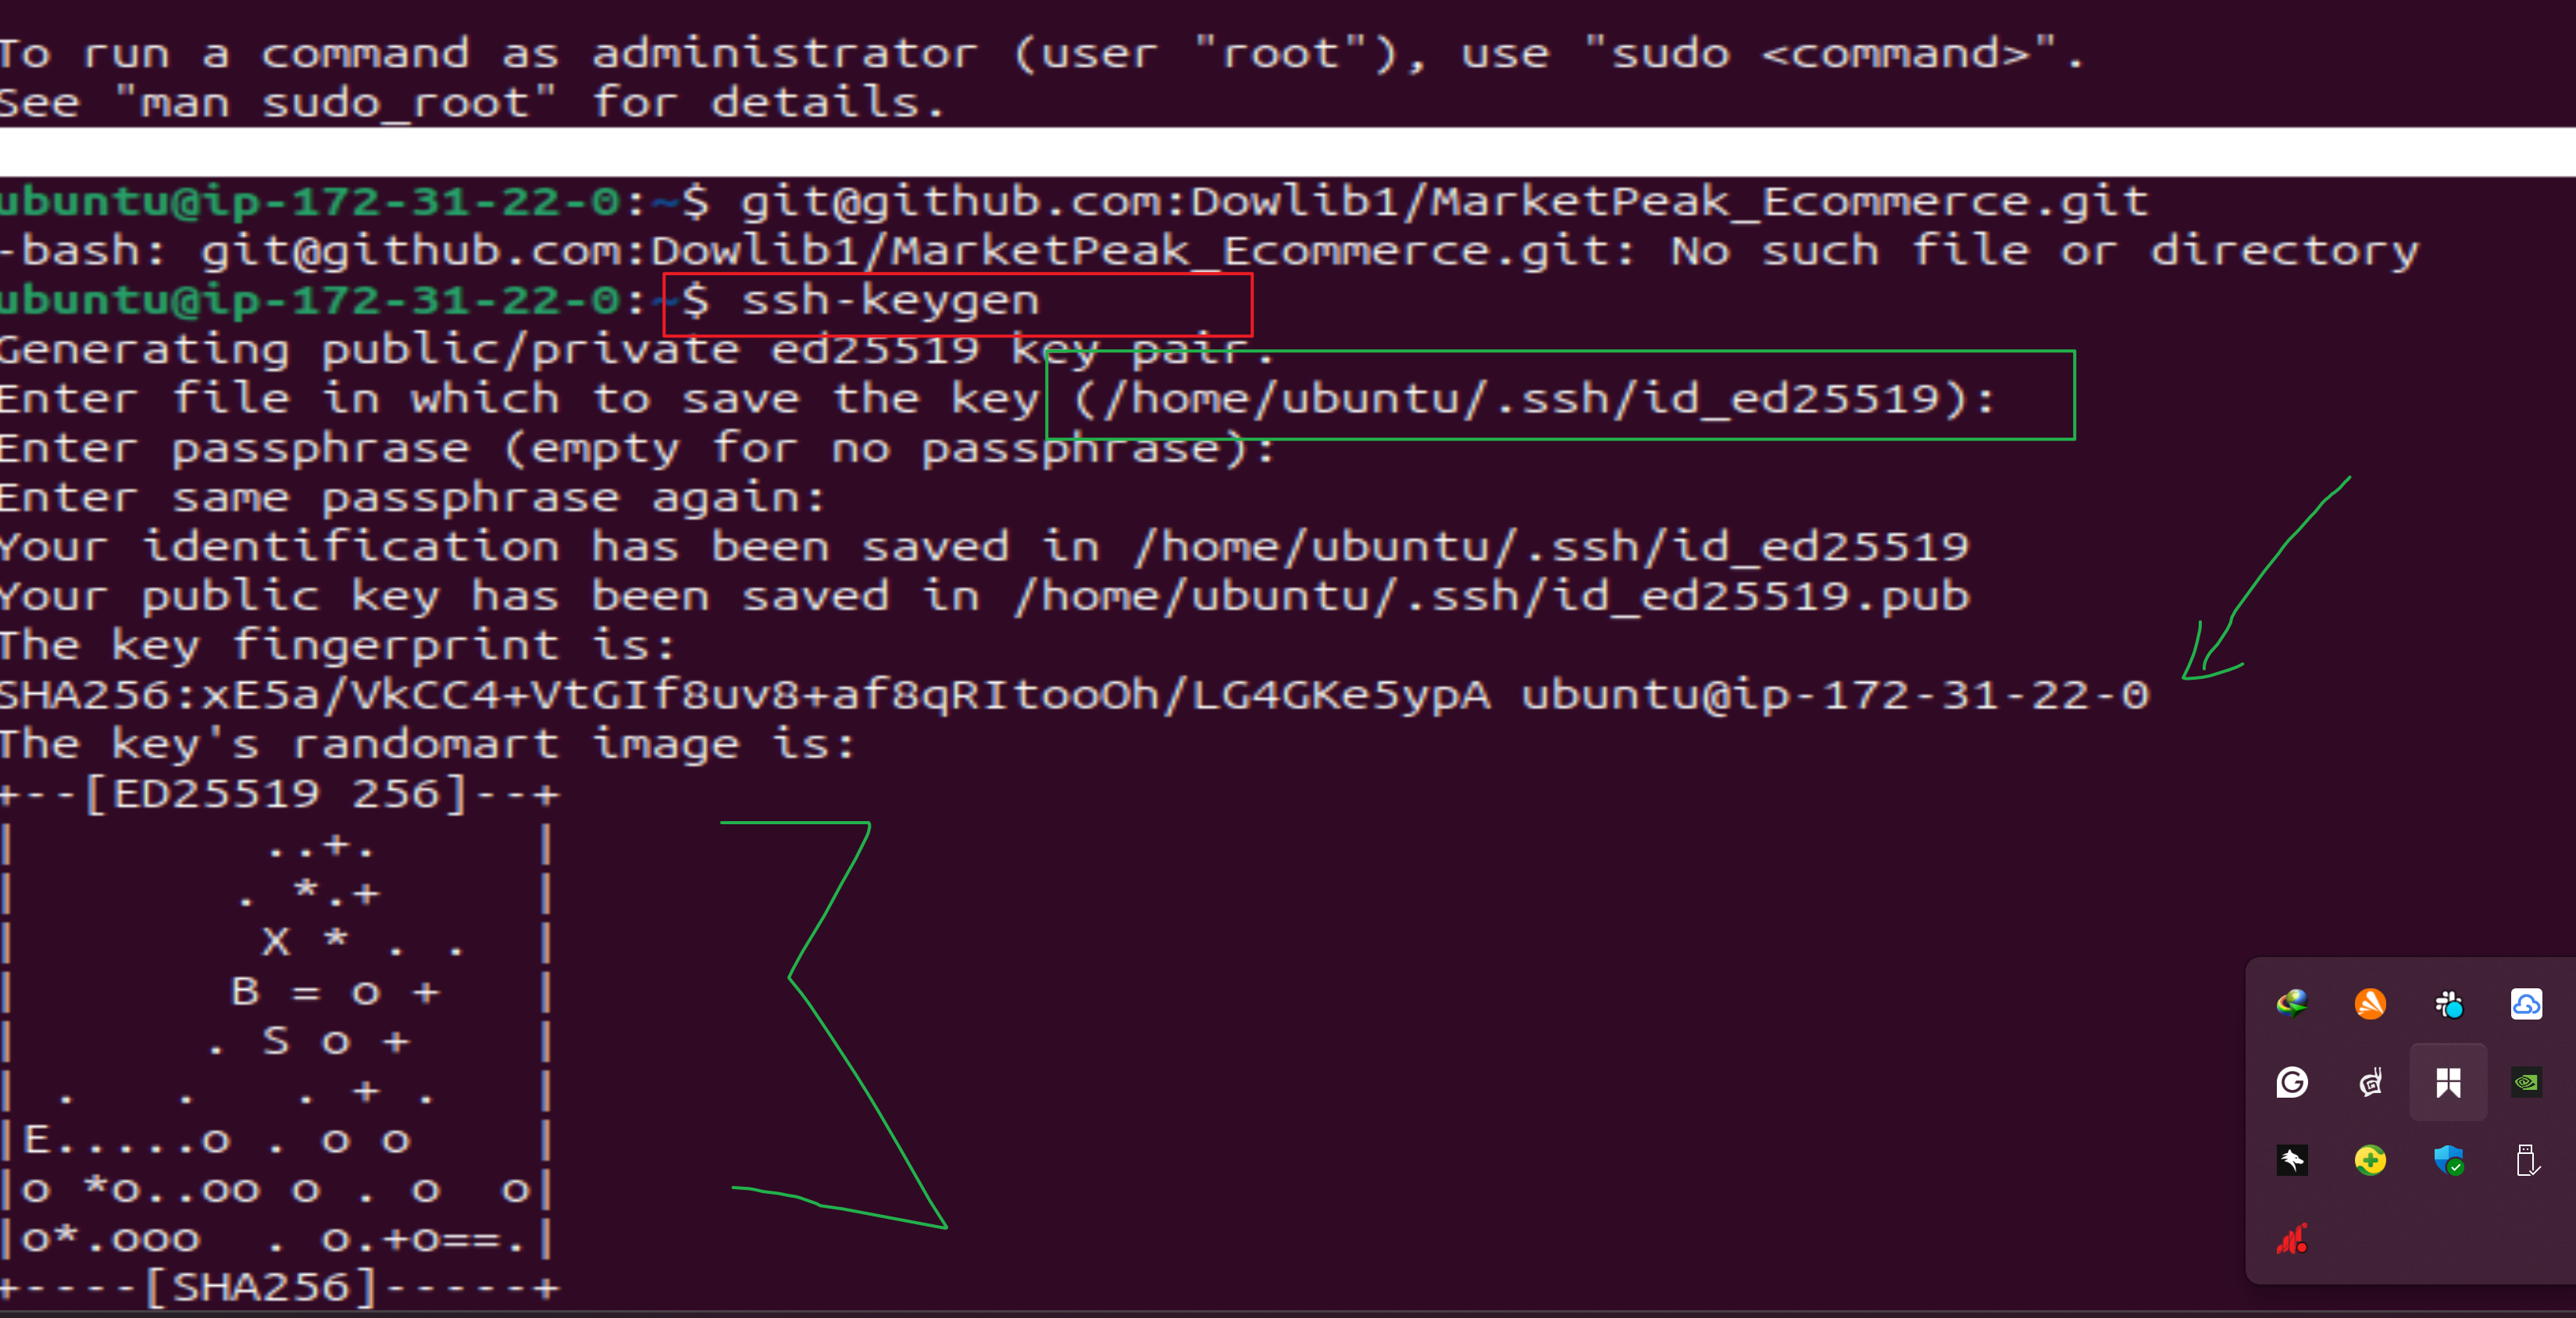 To run a command as administrator (user "root"), use "sudo <command>".
See "man sudo_root" for details.
ubuntu@ip-172-31-22-0:~$ git@github.com:Dowlib1/MarketPeak_Ecommerce.git
-bash: git@github.com:Dowlib1/MarketPeak_Ecommerce.git: No such file or directory
ubuntu@ip-172-31-22-0:~$ ssh-keygen
Generating public/private ed25519 key pair.
Enter file in which to save the key (/home/ubuntu/.ssh/id_ed25519):
Enter passphrase (empty for no passphrase):
Enter same passphrase again:
Your identification has been saved in /home/ubuntu/.ssh/id_ed25519
Your public key has been saved in /home/ubuntu/.ssh/id_ed25519.pub
The key fingerprint is:
SHA256:xE5a/VkCC4+VtGIf8uv8+af8qRItooOh/LG4GKe5ypA ubuntu@ip-172-31-22-0
The key's randomart image is:
+--[ED25519 256]--+
|        ..+.     |
|       . *.+     |
|        X * . .  |
|       B = o +   |
|      . S o +    |
| .   .   . + .   |
|E.....o . o o    |
|o *o..oo o . o  o|
|o*.ooo  . o.+o==.|
+----[SHA256]-----+